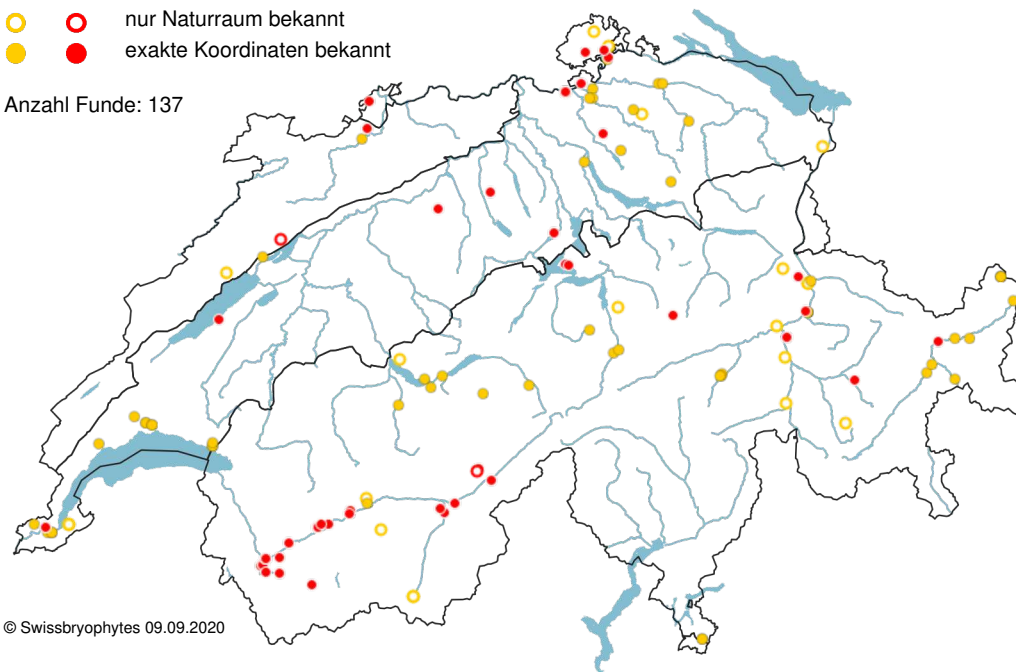 nur Naturraum bekannt
exakte Koordinaten bekannt
Anzahl Funde: 137
© Swissbryophytes 09.09.2020